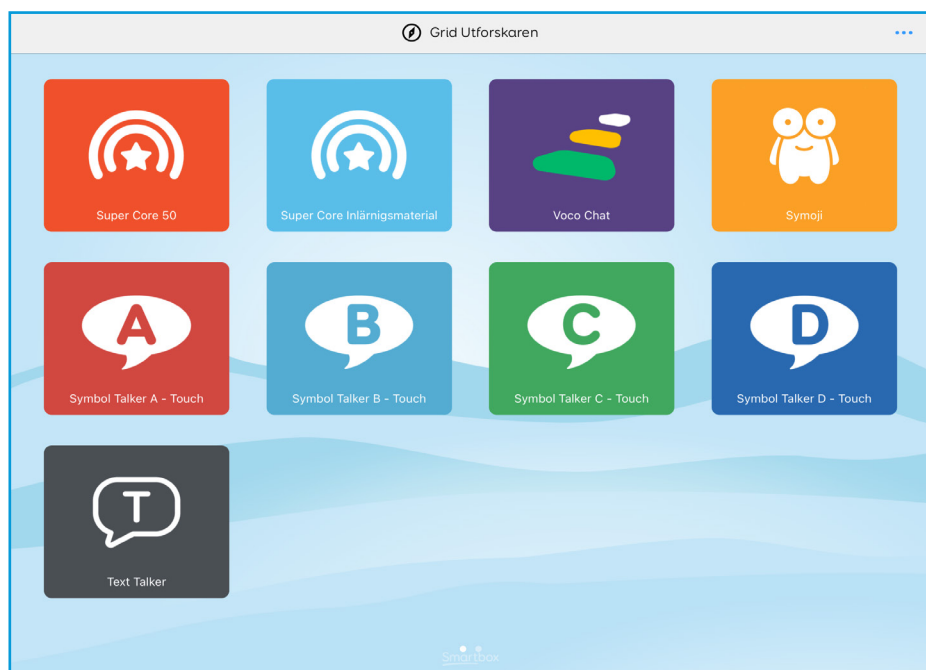 Grid Utforskaren
Super Core 50
Super Core Inlärnigsmaterial
Voco Chat
Symoji
A
Symbol Talker A - Touch
B
Symbol Talker B - Touch
C
Symbol Talker C - Touch
D
Symbol Talker D - Touch
T
Text Talker
Smartbox